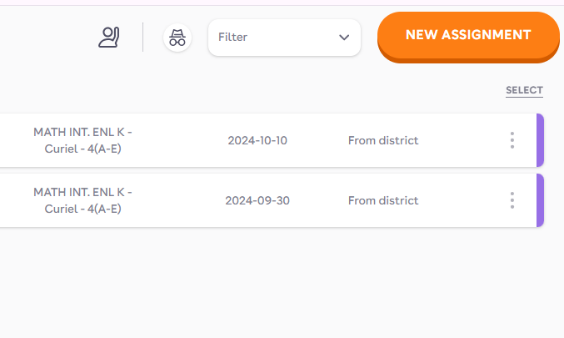 Filter
NEW ASSIGNMENT
SELECT
MATH INT. ENL K -
Curiel - 4(A-E)
2024-10-10
From district
MATH INT. ENL K -
Curiel - 4(A-E)
2024-09-30
From district